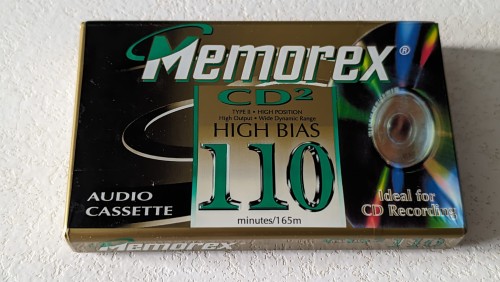 Memorex®
CD²
TYPE II • HIGH POSITION
High Output • Wide Dynamic Range
HIGH BIAS
110
minutes/165m
AUDIO
CASSETTE
Ideal for
CD Recording
Memorex
110